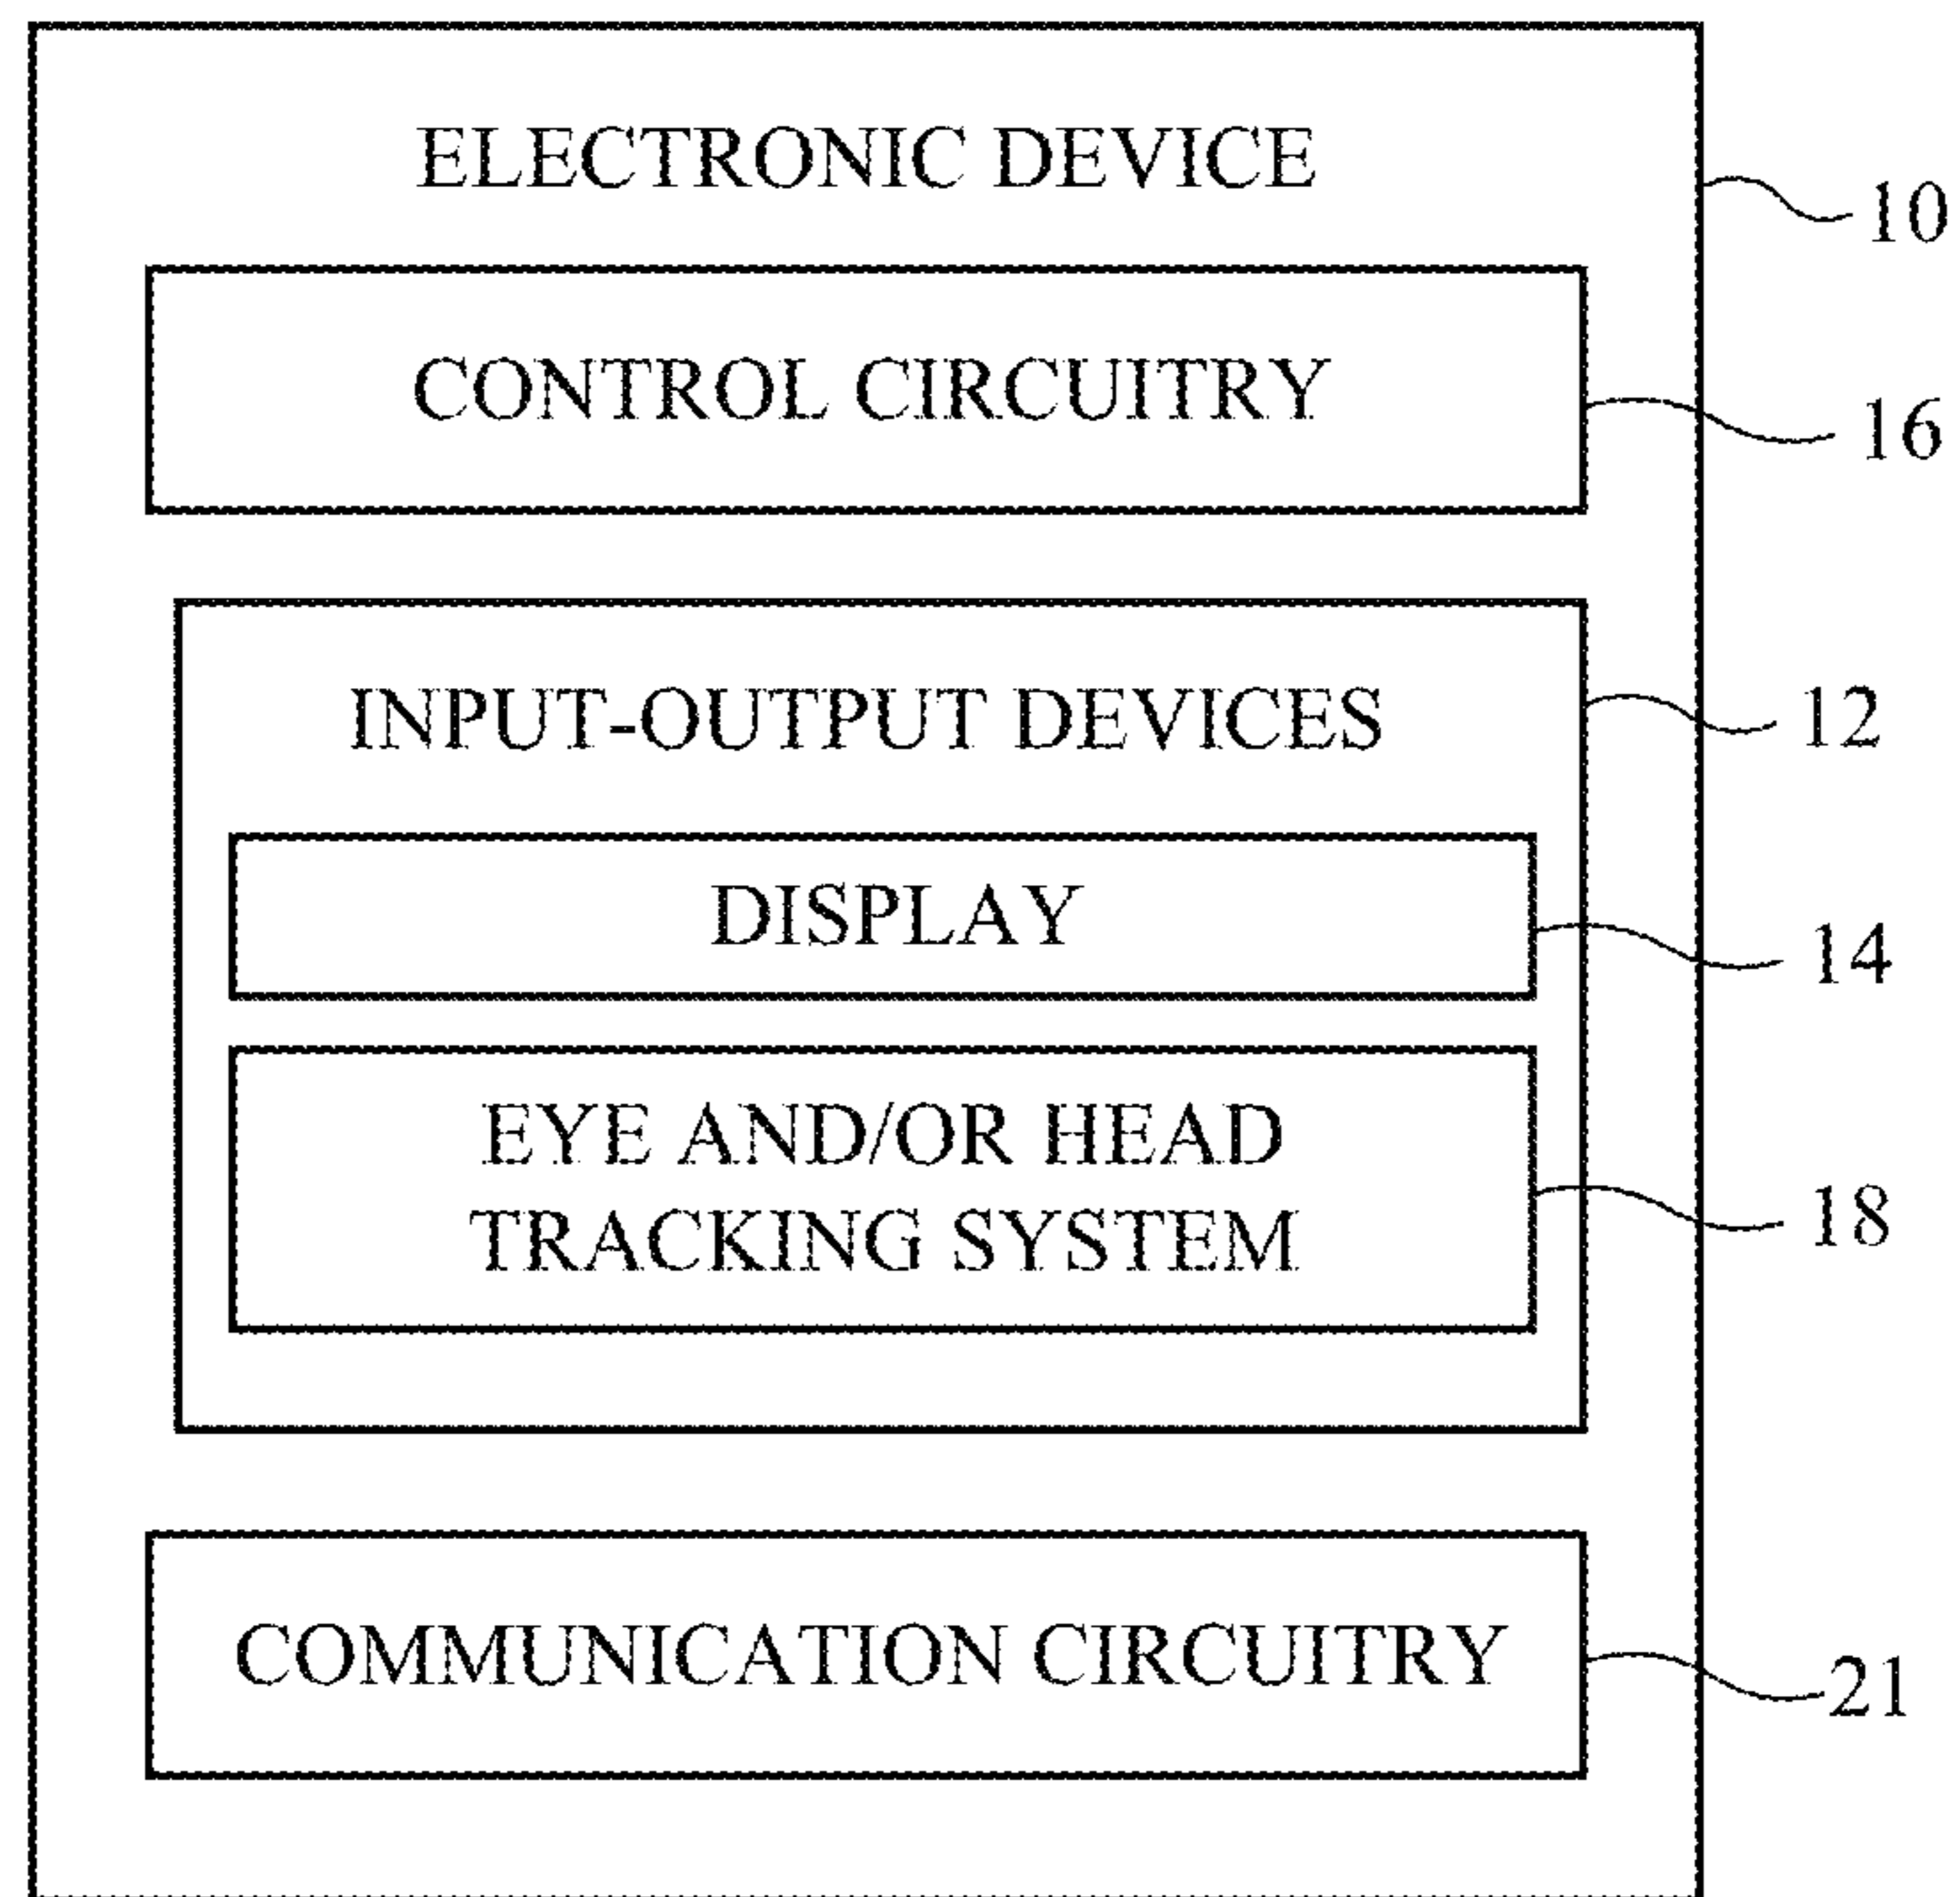 ELECTRONIC DEVICE
10
CONTROL CIRCUITRY
16
INPUT-OUTPUT DEVICES
12
DISPLAY
14
EYE AND/OR HEAD
TRACKING SYSTEM
18
COMMUNICATION CIRCUITRY
21